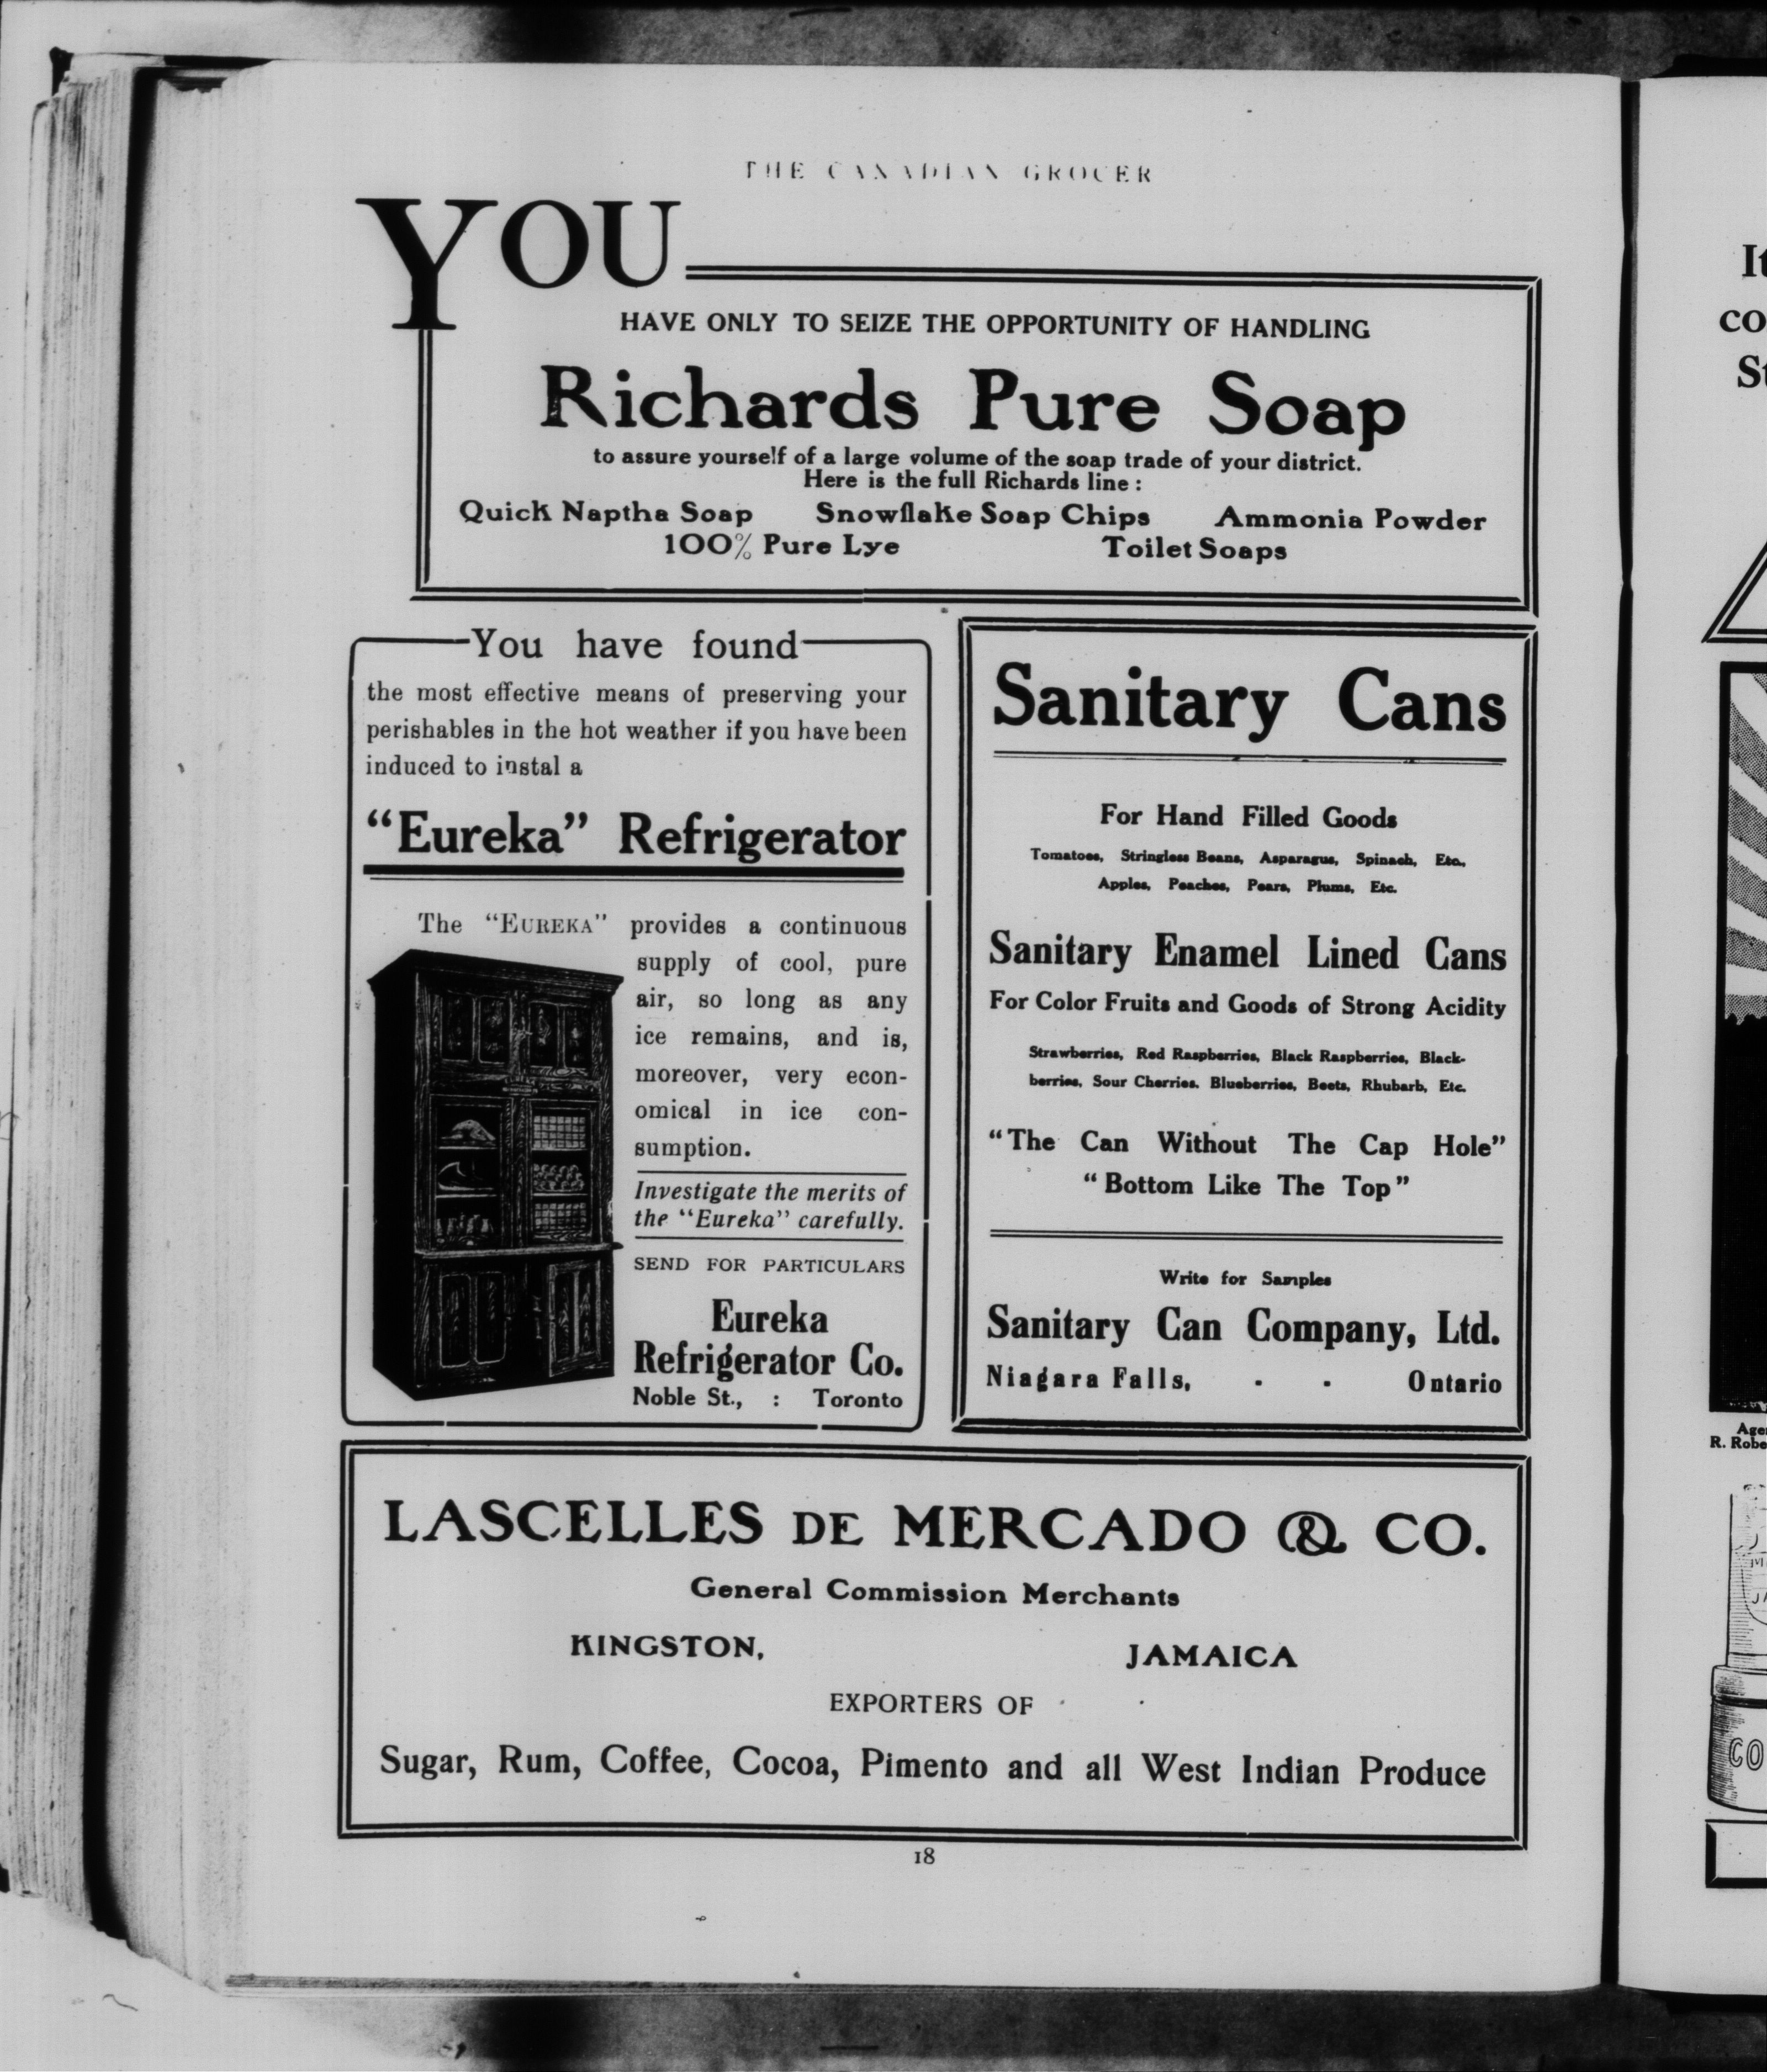 THE CANADIAN GROCER
YOU
HAVE ONLY TO SEIZE THE OPPORTUNITY OF HANDLING
Richards Pure Soap
to assure yourself of a large volume of the soap trade of your district.
Here is the full Richards line :
Quick Naptha Soap Snowflake Soap Chips Ammonia Powder
100% Pure Lye Toilet Soaps
You have found
the most effective means of preserving your
perishables in the hot weather if you have been
induced to instal a
"Eureka" Refrigerator
The "EUREKA" provides a continuous
supply of cool, pure
air, so long as any
ice remains, and is,
moreover, very econ-
omical in ice con-
sumption.
Investigate the merits of
the "Eureka" carefully.
SEND FOR PARTICULARS
Eureka
Refrigerator Co.
Noble St., : Toronto
Sanitary Cans
For Hand Filled Goods
Tomatoes, Stringless Beans, Asparagus, Spinach, Etc.,
Apples, Peaches, Pears, Plums, Etc.
Sanitary Enamel Lined Cans
For Color Fruits and Goods of Strong Acidity
Strawberries, Red Raspberries, Black Raspberries, Black-
berries, Sour Cherries. Blueberries, Beets, Rhubarb, Etc.
"The Can Without The Cap Hole"
"Bottom Like The Top"
Write for Samples
Sanitary Can Company, Ltd.
Niagara Falls, - - Ontario
LASCELLES DE MERCADO & CO.
General Commission Merchants
KINGSTON, JAMAICA
EXPORTERS OF
Sugar, Rum, Coffee, Cocoa, Pimento and all West Indian Produce
18
It
co
St
R. Robe
CO